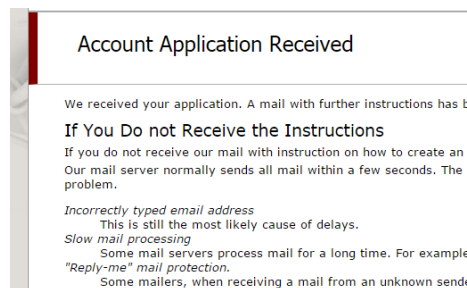 Account Application Received
We received your application. A mail with further instructions has
If You Do not Receive the Instructions
If you do not receive our mail with instruction on how to create an
Our mail server normally sends all mail within a few seconds. The
problem.
Incorrectly typed email address
This is still the most likely cause of delays.
Slow mail processing
Some mail servers process mail for a long time. For example
"Reply-me" mail protection.
Some mailers, when receiving a mail from an unknown